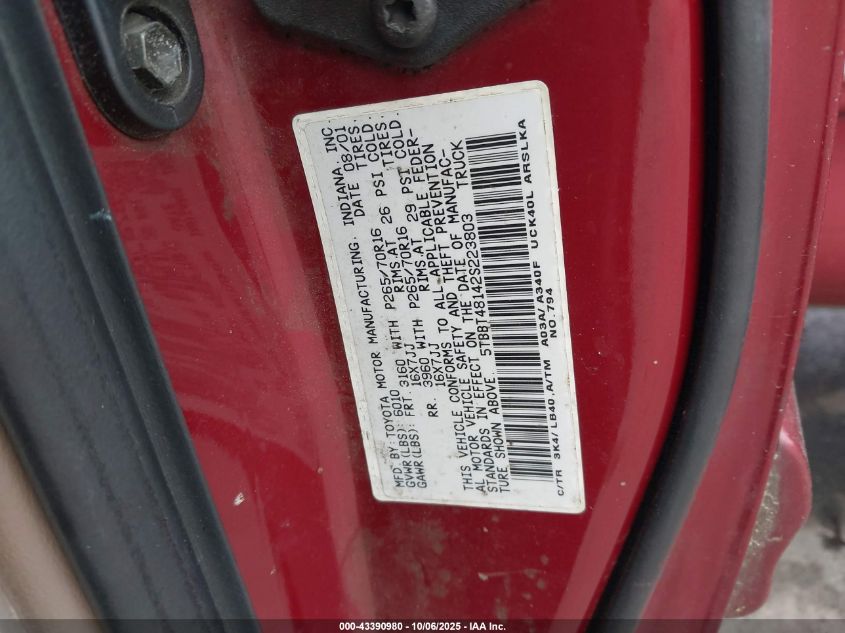 MFD BY: TOYOTA MOTOR MANUFACTURING. INDIANA. INC
GVWR(LBS): 6010 DATE 08/01
GAWR(LBS): FRT. 3160 WITH P265/70R16 TIRES.
16X7JJ RIMS.AT 26 PSI COLD.
RR. 3960 WITH P265/70R16 TIRES.
16X7JJ RIMS.AT 29 PSI COLD
THIS VEHICLE CONFORMS TO ALL APPLICABLE FEDER-
AL MOTOR VEHICLE SAFETY AND THEFT PREVENTION
STANDARDS IN EFFECT ON THE DATE OF MANUFAC-
TURE SHOWN ABOVE.
5TBBT48142S223803 TRUCK
C/TR 3K4/LB40.A/TM A03A/A340F UCK40L ARSLKA
NO.794
000-43390980 - 10/06/2025 - IAA Inc.